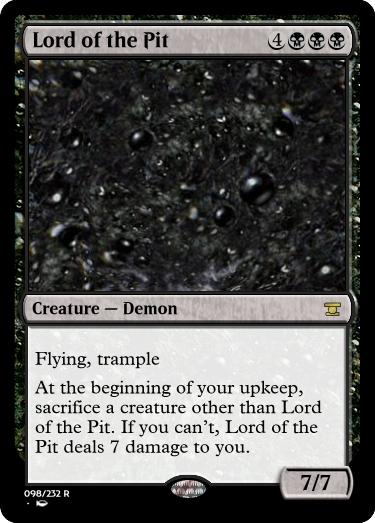 Lord of the Pit 4
Creature — Demon
Flying, trample
At the beginning of your upkeep,
sacrifice a creature other than Lord
of the Pit. If you can't, Lord of the
Pit deals 7 damage to you.
7/7
098/232 R